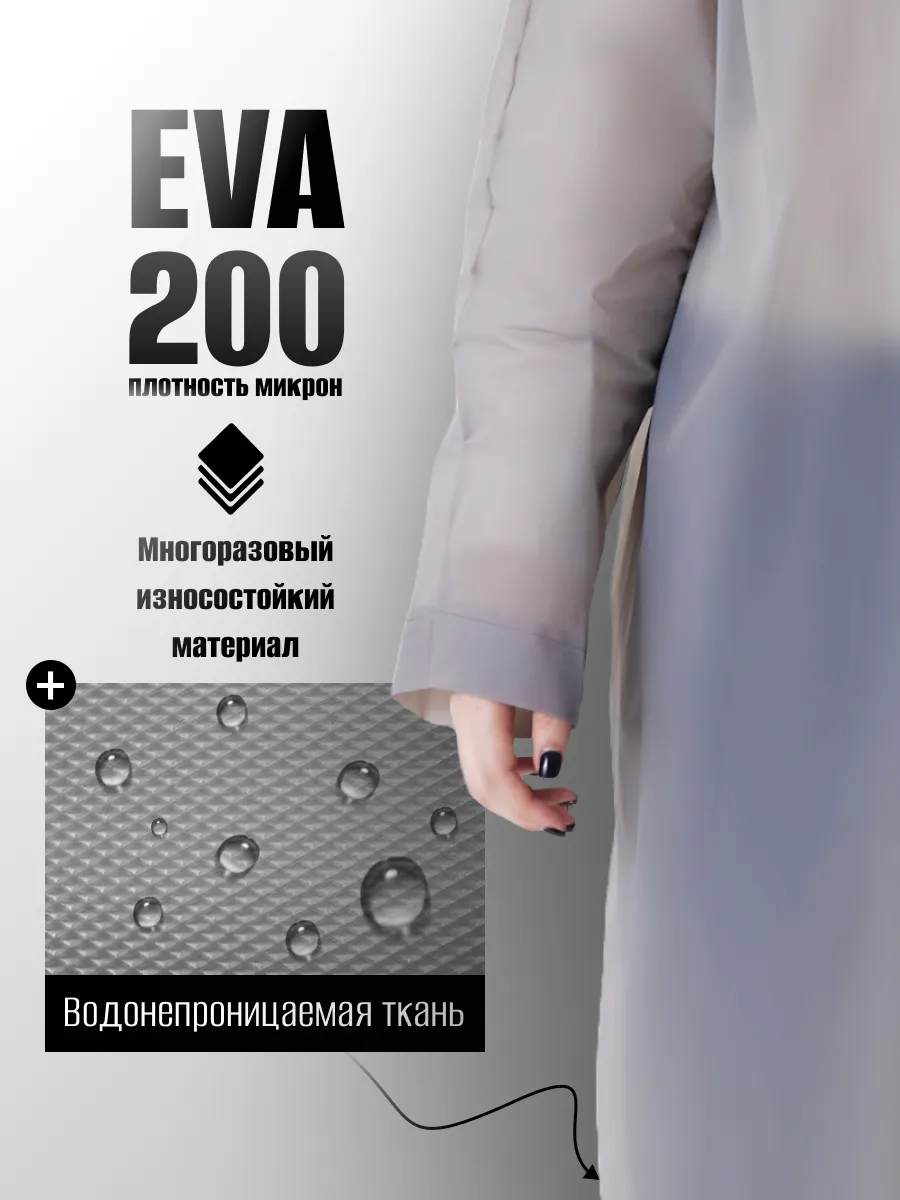 EVA
200
плотность микрон
Многоразовый
износостойкий
материал
Водонепроницаемая ткань